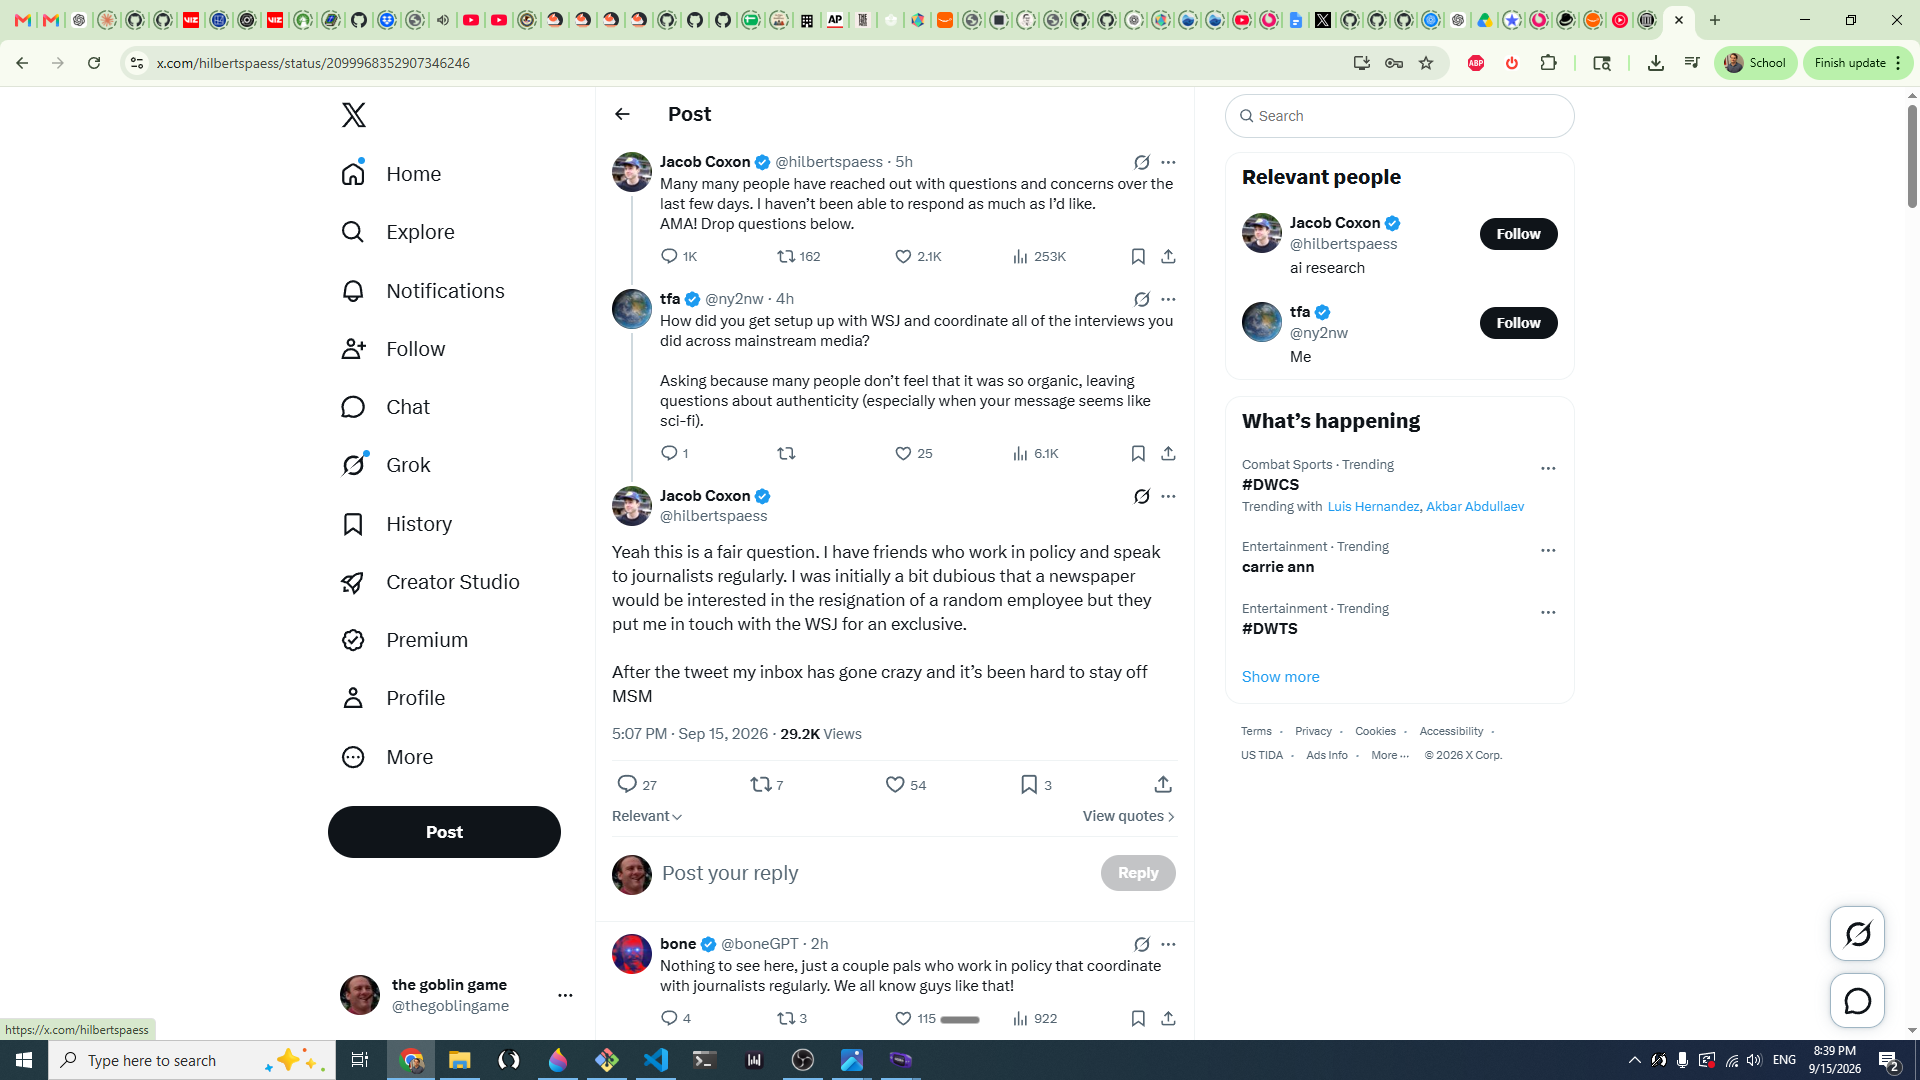 x.com/hilbertspaess/status/2099968352907346246
ABP
School
Finish update
Home
Explore
Notifications
Follow
Chat
Grok
History
Creator Studio
Premium
Profile
More
Post
the goblin game
@thegoblingame
Post
Jacob Coxon @hilbertspaess · 5h
Many many people have reached out with questions and concerns over the
last few days. I haven't been able to respond as much as I'd like.
AMA! Drop questions below.
1K 162 2.1K 253K
tfa @ny2nw · 4h
How did you get setup up with WSJ and coordinate all of the interviews you
did across mainstream media?
Asking because many people don't feel that it was so organic, leaving
questions about authenticity (especially when your message seems like
sci-fi).
1 25 6.1K
Jacob Coxon
@hilbertspaess
Yeah this is a fair question. I have friends who work in policy and speak
to journalists regularly. I was initially a bit dubious that a newspaper
would be interested in the resignation of a random employee but they
put me in touch with the WSJ for an exclusive.
After the tweet my inbox has gone crazy and it's been hard to stay off
MSM
5:07 PM · Sep 15, 2026 · 29.2K Views
27 7 54 3
Relevant View quotes
Post your reply Reply
bone @boneGPT · 2h
Nothing to see here, just a couple pals who work in policy that coordinate
with journalists regularly. We all know guys like that!
4 3 115 922
Search
Relevant people
Jacob Coxon
@hilbertspaess
Follow
ai research
tfa
@ny2nw
Follow
Me
What's happening
Combat Sports · Trending
#DWCS
Trending with Luis Hernandez, Akbar Abdullaev
Entertainment · Trending
carrie ann
Entertainment · Trending
#DWTS
Show more
Terms · Privacy · Cookies · Accessibility ·
US TIDA · Ads Info · More ··· © 2026 X Corp.
https://x.com/hilbertspaess
Type here to search
ENG
8:39 PM
9/15/2026
2